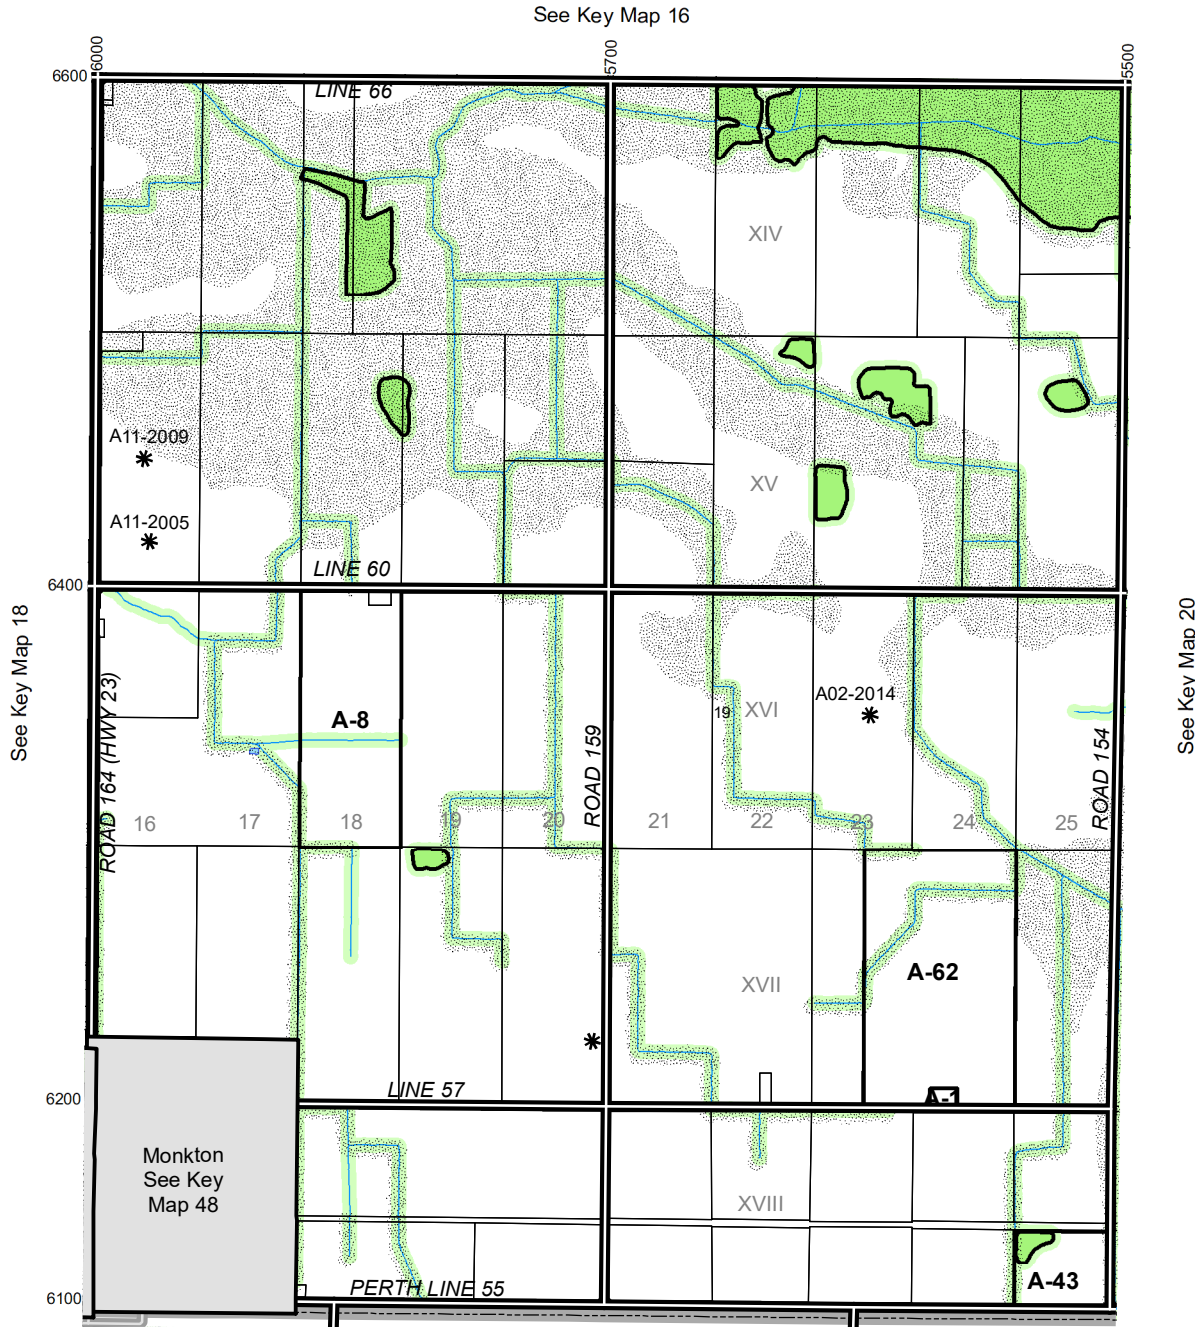 See Key Map 16
6000
5700
5500
6600
LINE 66
XIV
A11-2009
XV
A11-2005
LINE 60
6400
See Key Map 18
See Key Map 20
ROAD 164 (HWY 23)
A-8
ROAD 159
19
XVI
A02-2014
ROAD 154
16
17
18
19
20
21
22
23
24
25
XVII
A-62
A-1
LINE 57
6200
Monkton
See Key
Map 48
XVIII
PERTH LINE 55
A-43
6100